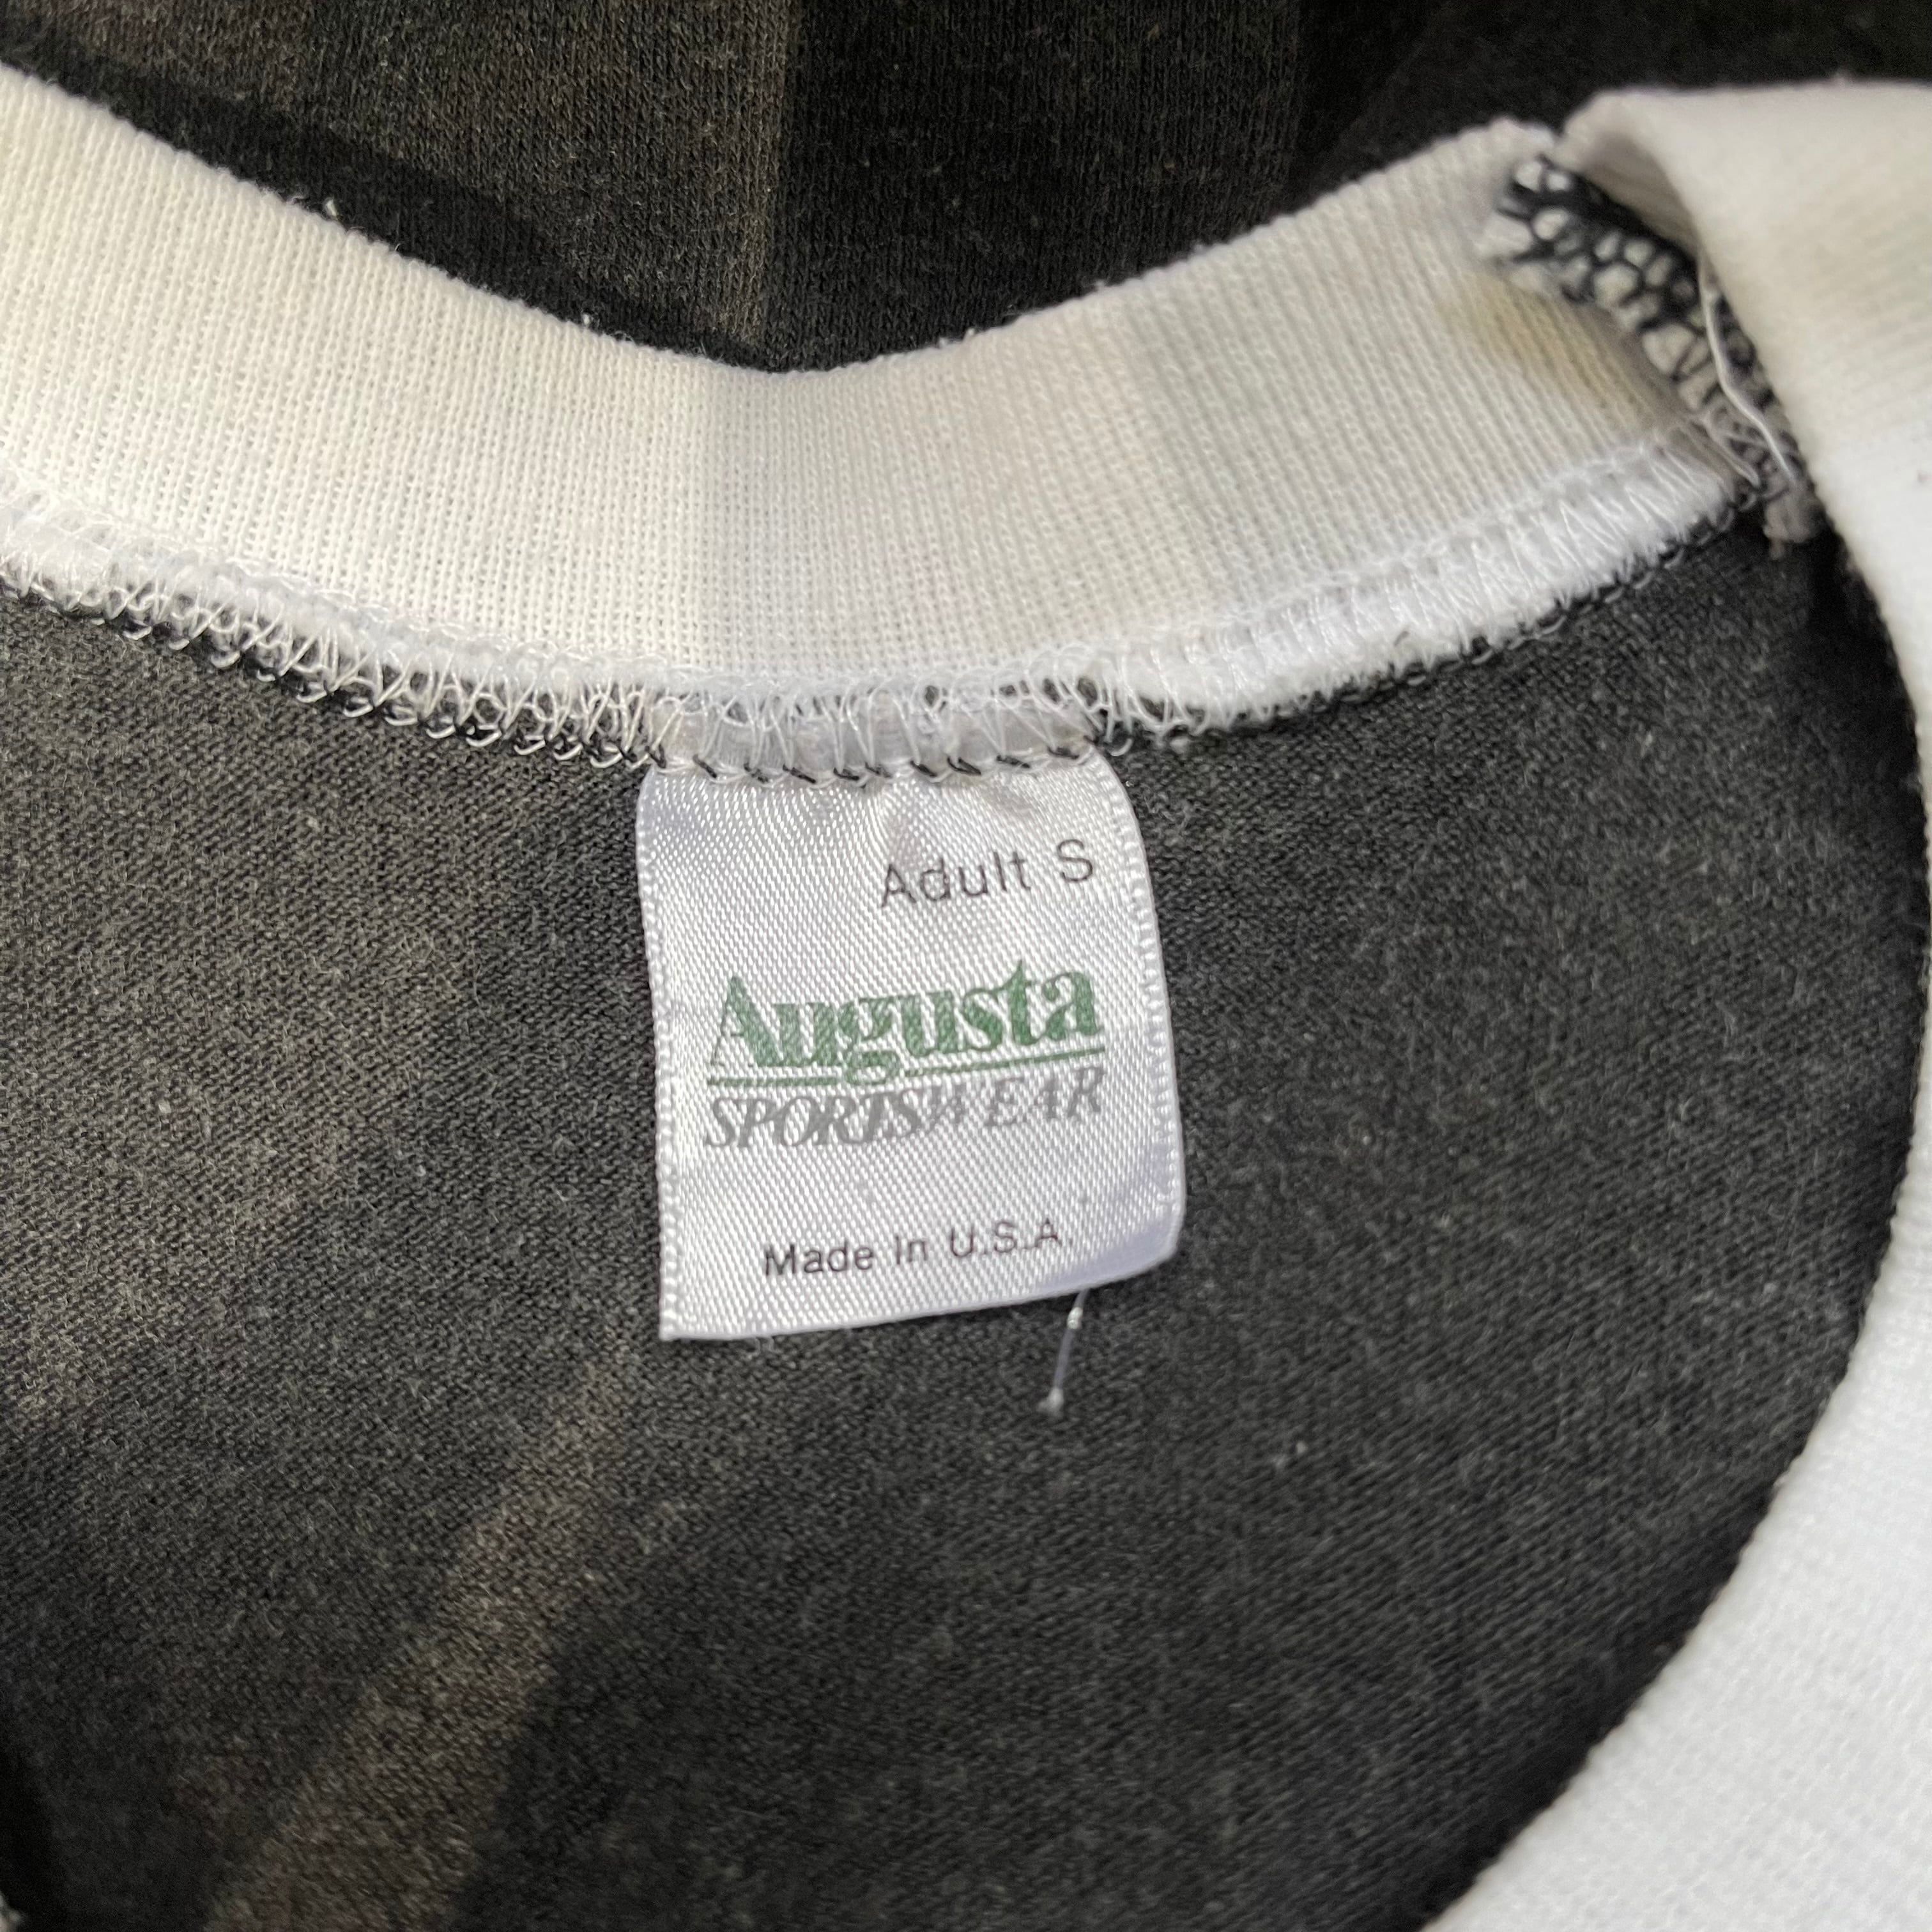 Adult S
Augusta
SPORTSWEAR
Made In U.S.A.